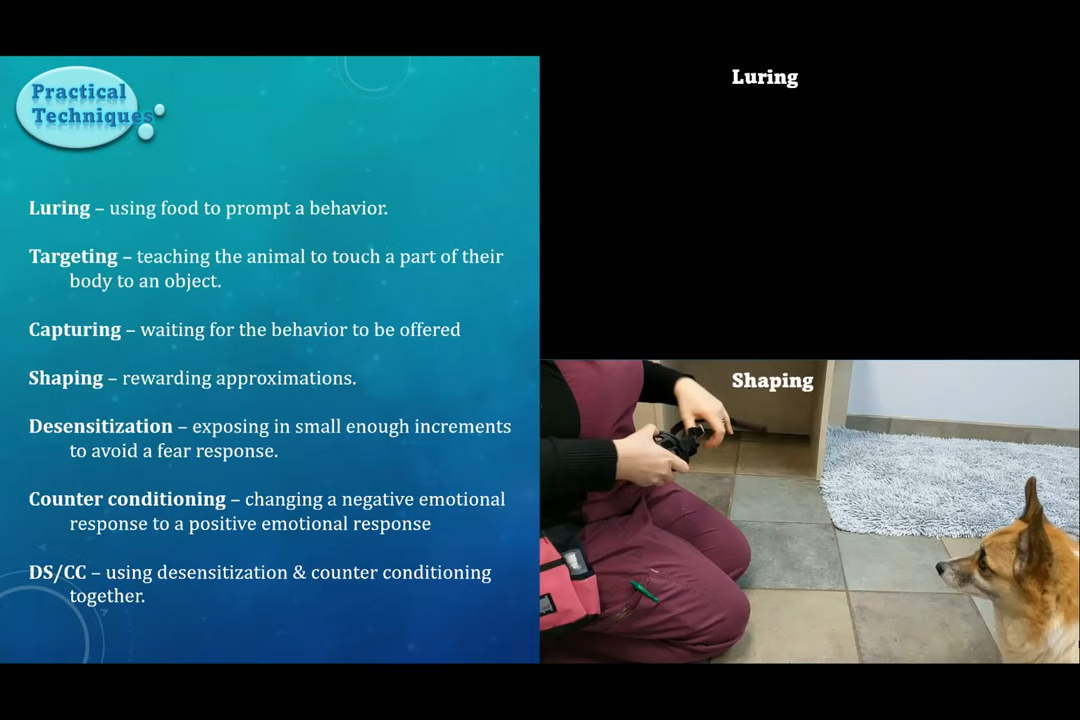 Practical
Techniques
Luring – using food to prompt a behavior.
Targeting – teaching the animal to touch a part of their
body to an object.
Capturing – waiting for the behavior to be offered
Shaping – rewarding approximations.
Desensitization – exposing in small enough increments
to avoid a fear response.
Counter conditioning – changing a negative emotional
response to a positive emotional response
DS/CC – using desensitization & counter conditioning
together.
Luring
Shaping